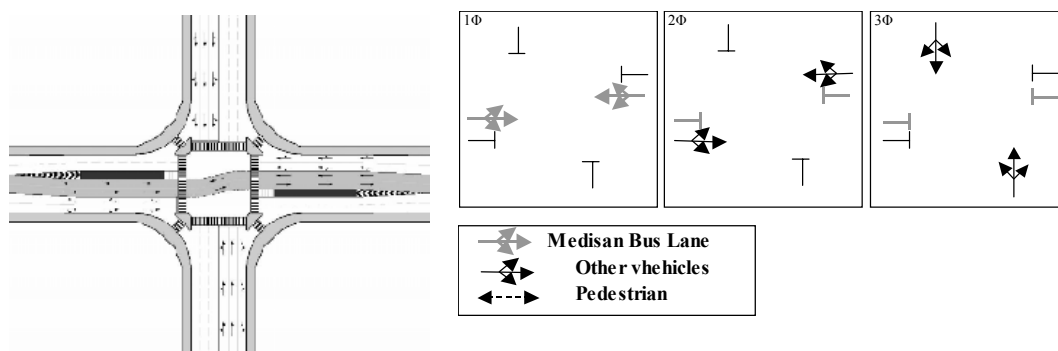 1Φ
2Φ
3Φ
Medisan Bus Lane
Other vhehicles
Pedestrian